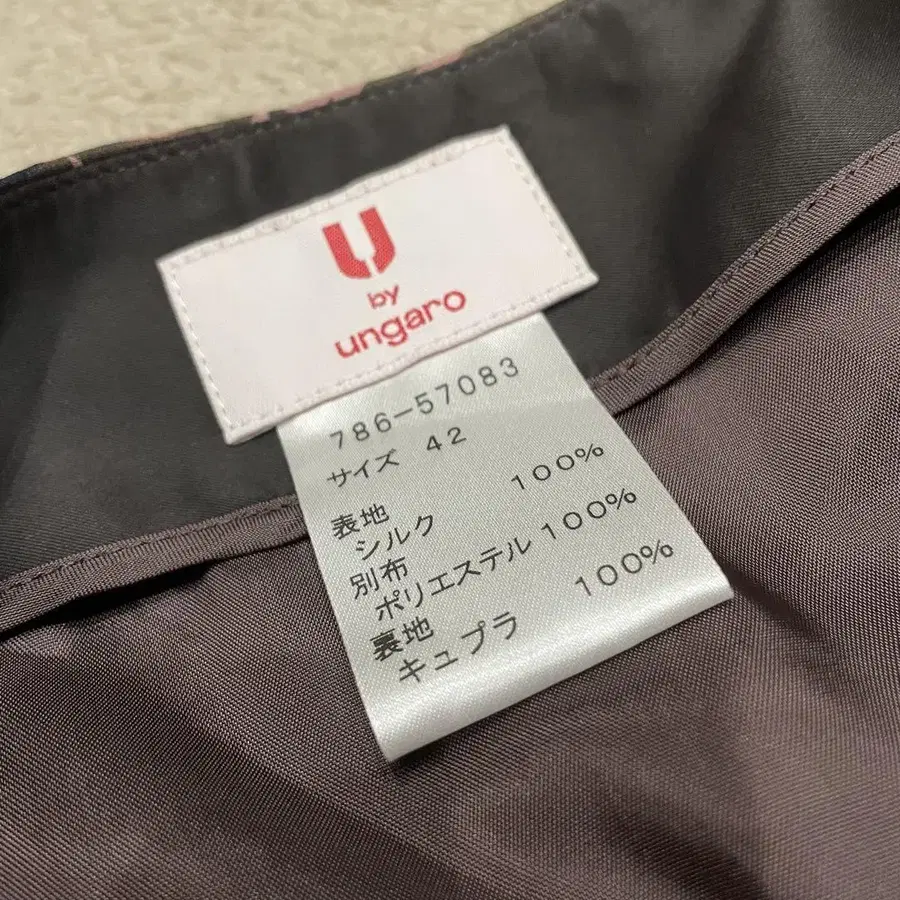 U
by
ungaro
786-57083
サイズ 42
表地
シルク 100%
別布
ポリエステル 100%
裏地
キュプラ 100%